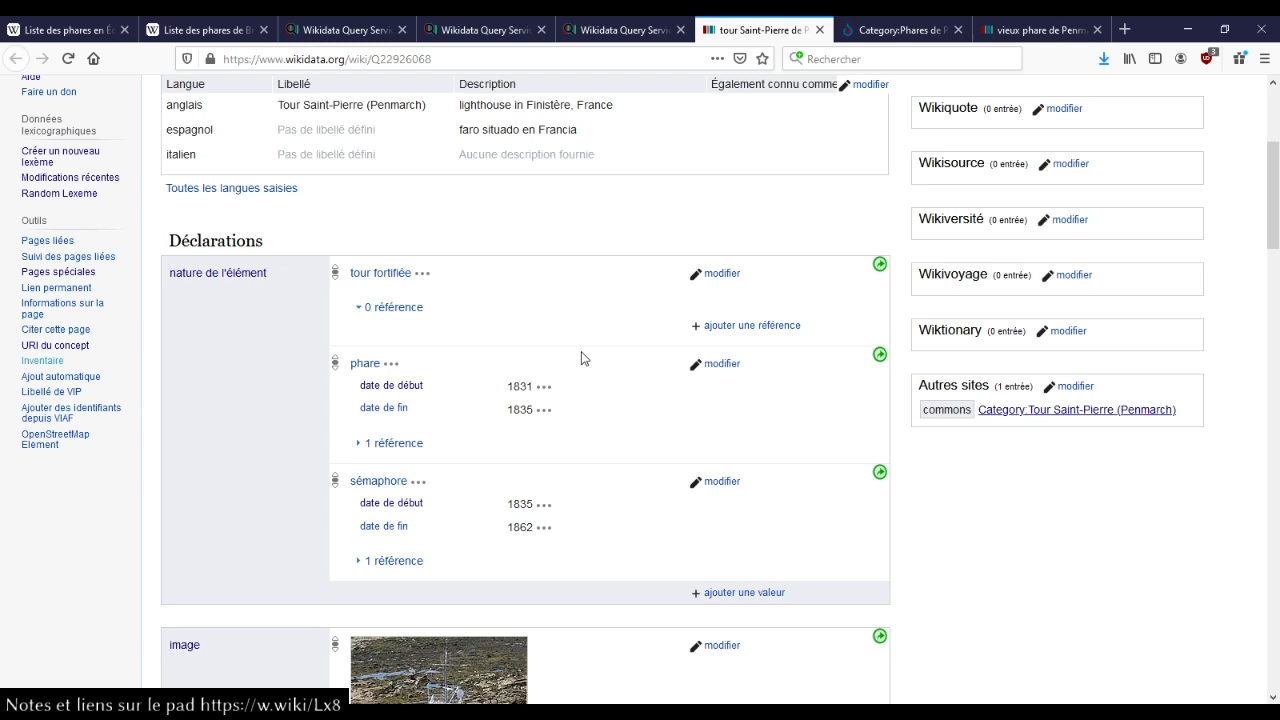 Liste des phares en É
Liste des phares de Br
Wikidata Query Servic
Wikidata Query Servic
Wikidata Query Servic
tour Saint-Pierre de P
Category:Phares de P
vieux phare de Penma
https://www.wikidata.org/wiki/Q22926068
Rechercher
3
Aide
Faire un don
Données
lexicographiques
Créer un nouveau
lexème
Modifications récentes
Random Lexeme
Outils
Pages liées
Suivi des pages liées
Pages spéciales
Lien permanent
Informations sur la
page
Citer cette page
URI du concept
Inventaire
Ajout automatique
Libellé de VIP
Ajouter des identifiants
depuis VIAF
OpenStreetMap
Element
Langue Libellé Description Également connu comme modifier
anglais Tour Saint-Pierre (Penmarch) lighthouse in Finistère, France
espagnol Pas de libellé défini faro situado en Francia
italien Pas de libellé défini Aucune description fournie
Toutes les langues saisies
Déclarations
nature de l'élément
tour fortifiée modifier
0 référence
+ ajouter une référence
phare modifier
date de début 1831
date de fin 1835
1 référence
sémaphore modifier
date de début 1835
date de fin 1862
1 référence
+ ajouter une valeur
image modifier
Wikiquote (0 entrée) modifier
Wikisource (0 entrée) modifier
Wikiversité (0 entrée) modifier
Wikivoyage (0 entrée) modifier
Wiktionary (0 entrée) modifier
Autres sites (1 entrée) modifier
commons Category:Tour Saint-Pierre (Penmarch)
Notes et liens sur le pad https://w.wiki/Lx8